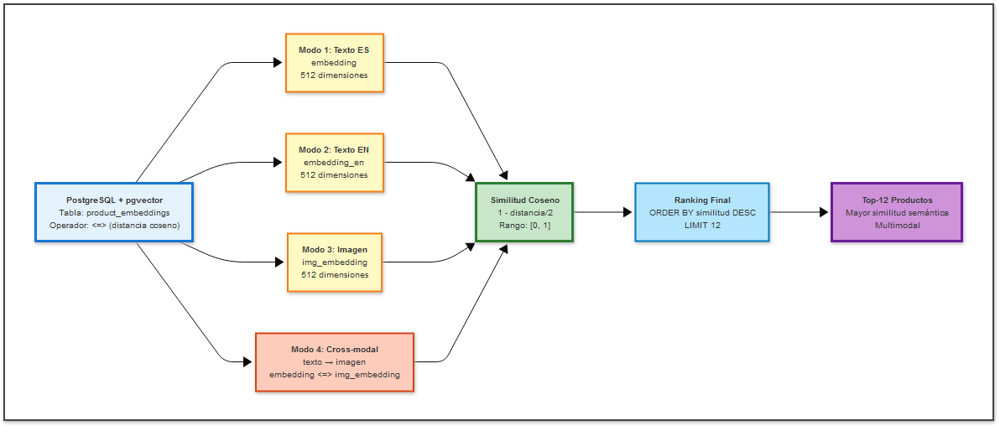 PostgreSQL + pgvector
Tabla: product_embeddings
Operador: <=> (distancia coseno)
Modo 1: Texto ES
embedding
512 dimensiones
Modo 2: Texto EN
embedding_en
512 dimensiones
Modo 3: Imagen
img_embedding
512 dimensiones
Modo 4: Cross-modal
texto → imagen
embedding <=> img_embedding
Similitud Coseno
1 - distancia/2
Rango: [0, 1]
Ranking Final
ORDER BY similitud DESC
LIMIT 12
Top-12 Productos
Mayor similitud semántica
Multimodal